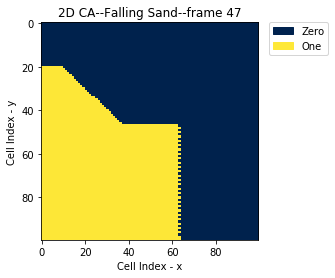 2D CA--Falling Sand--frame 47
Zero
One
0
20
40
60
80
Cell Index - y
0
20
40
60
80
Cell Index - x